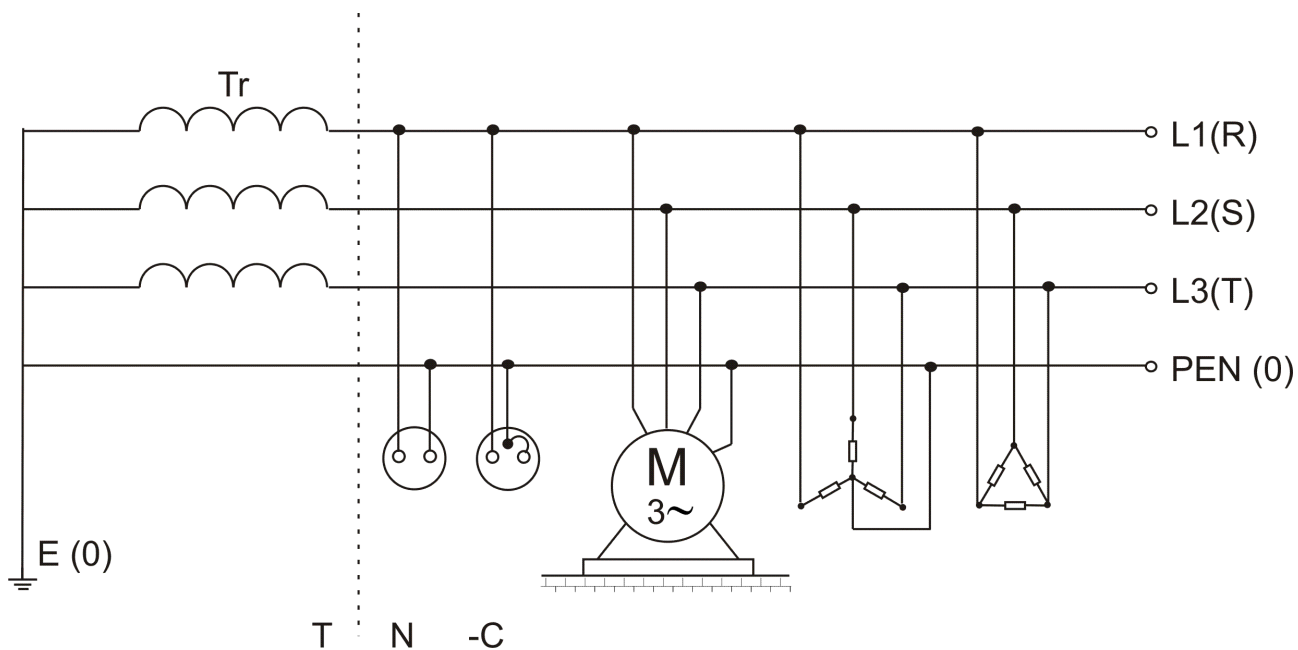 Tr
L1(R)
L2(S)
L3(T)
PEN (0)
M
3~
E (0)
T N -C